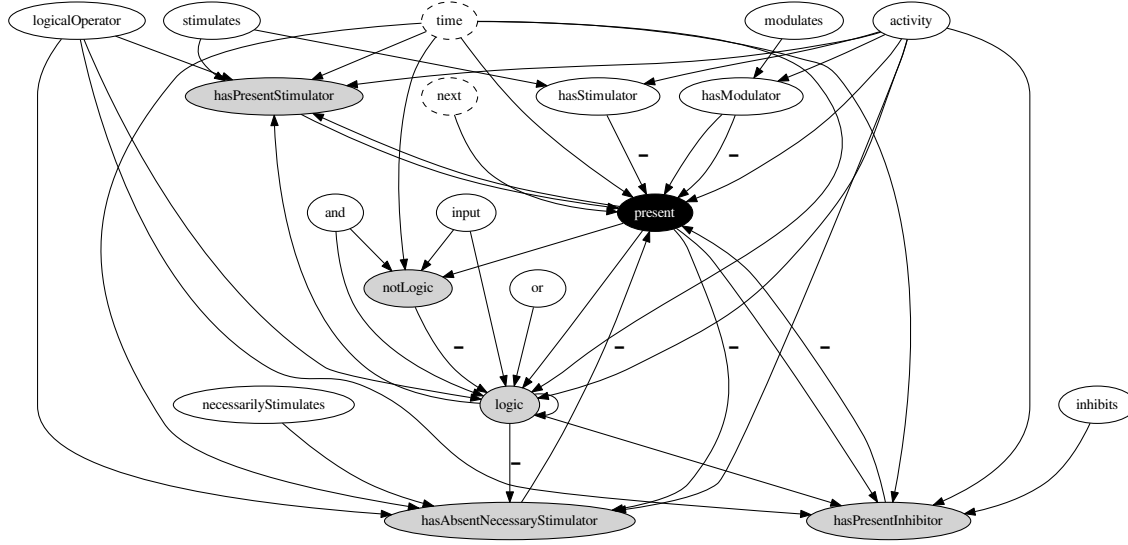 logicalOperator
stimulates
time
modulates
activity
hasPresentStimulator
next
hasStimulator
hasModulator
–
–
and
input
present
notLogic
or
–
–
–
–
necessarilyStimulates
logic
inhibits
–
hasAbsentNecessaryStimulator
hasPresentInhibitor